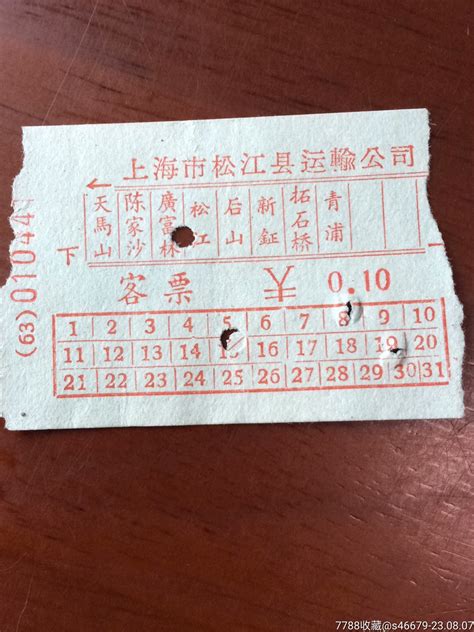 上海市松江县运輸公司
←
天馬山 陈家沙 廣富林 松江 后山 新鉦 拓石桥 青浦
下
客票 ¥ 0.10
1 2 3 4 5 6 7 8 9 10
11 12 13 14 15 16 17 18 19 20
21 22 23 24 25 26 27 28 29 30 31
(63) 010444
7788收藏@s46679-23.08.07